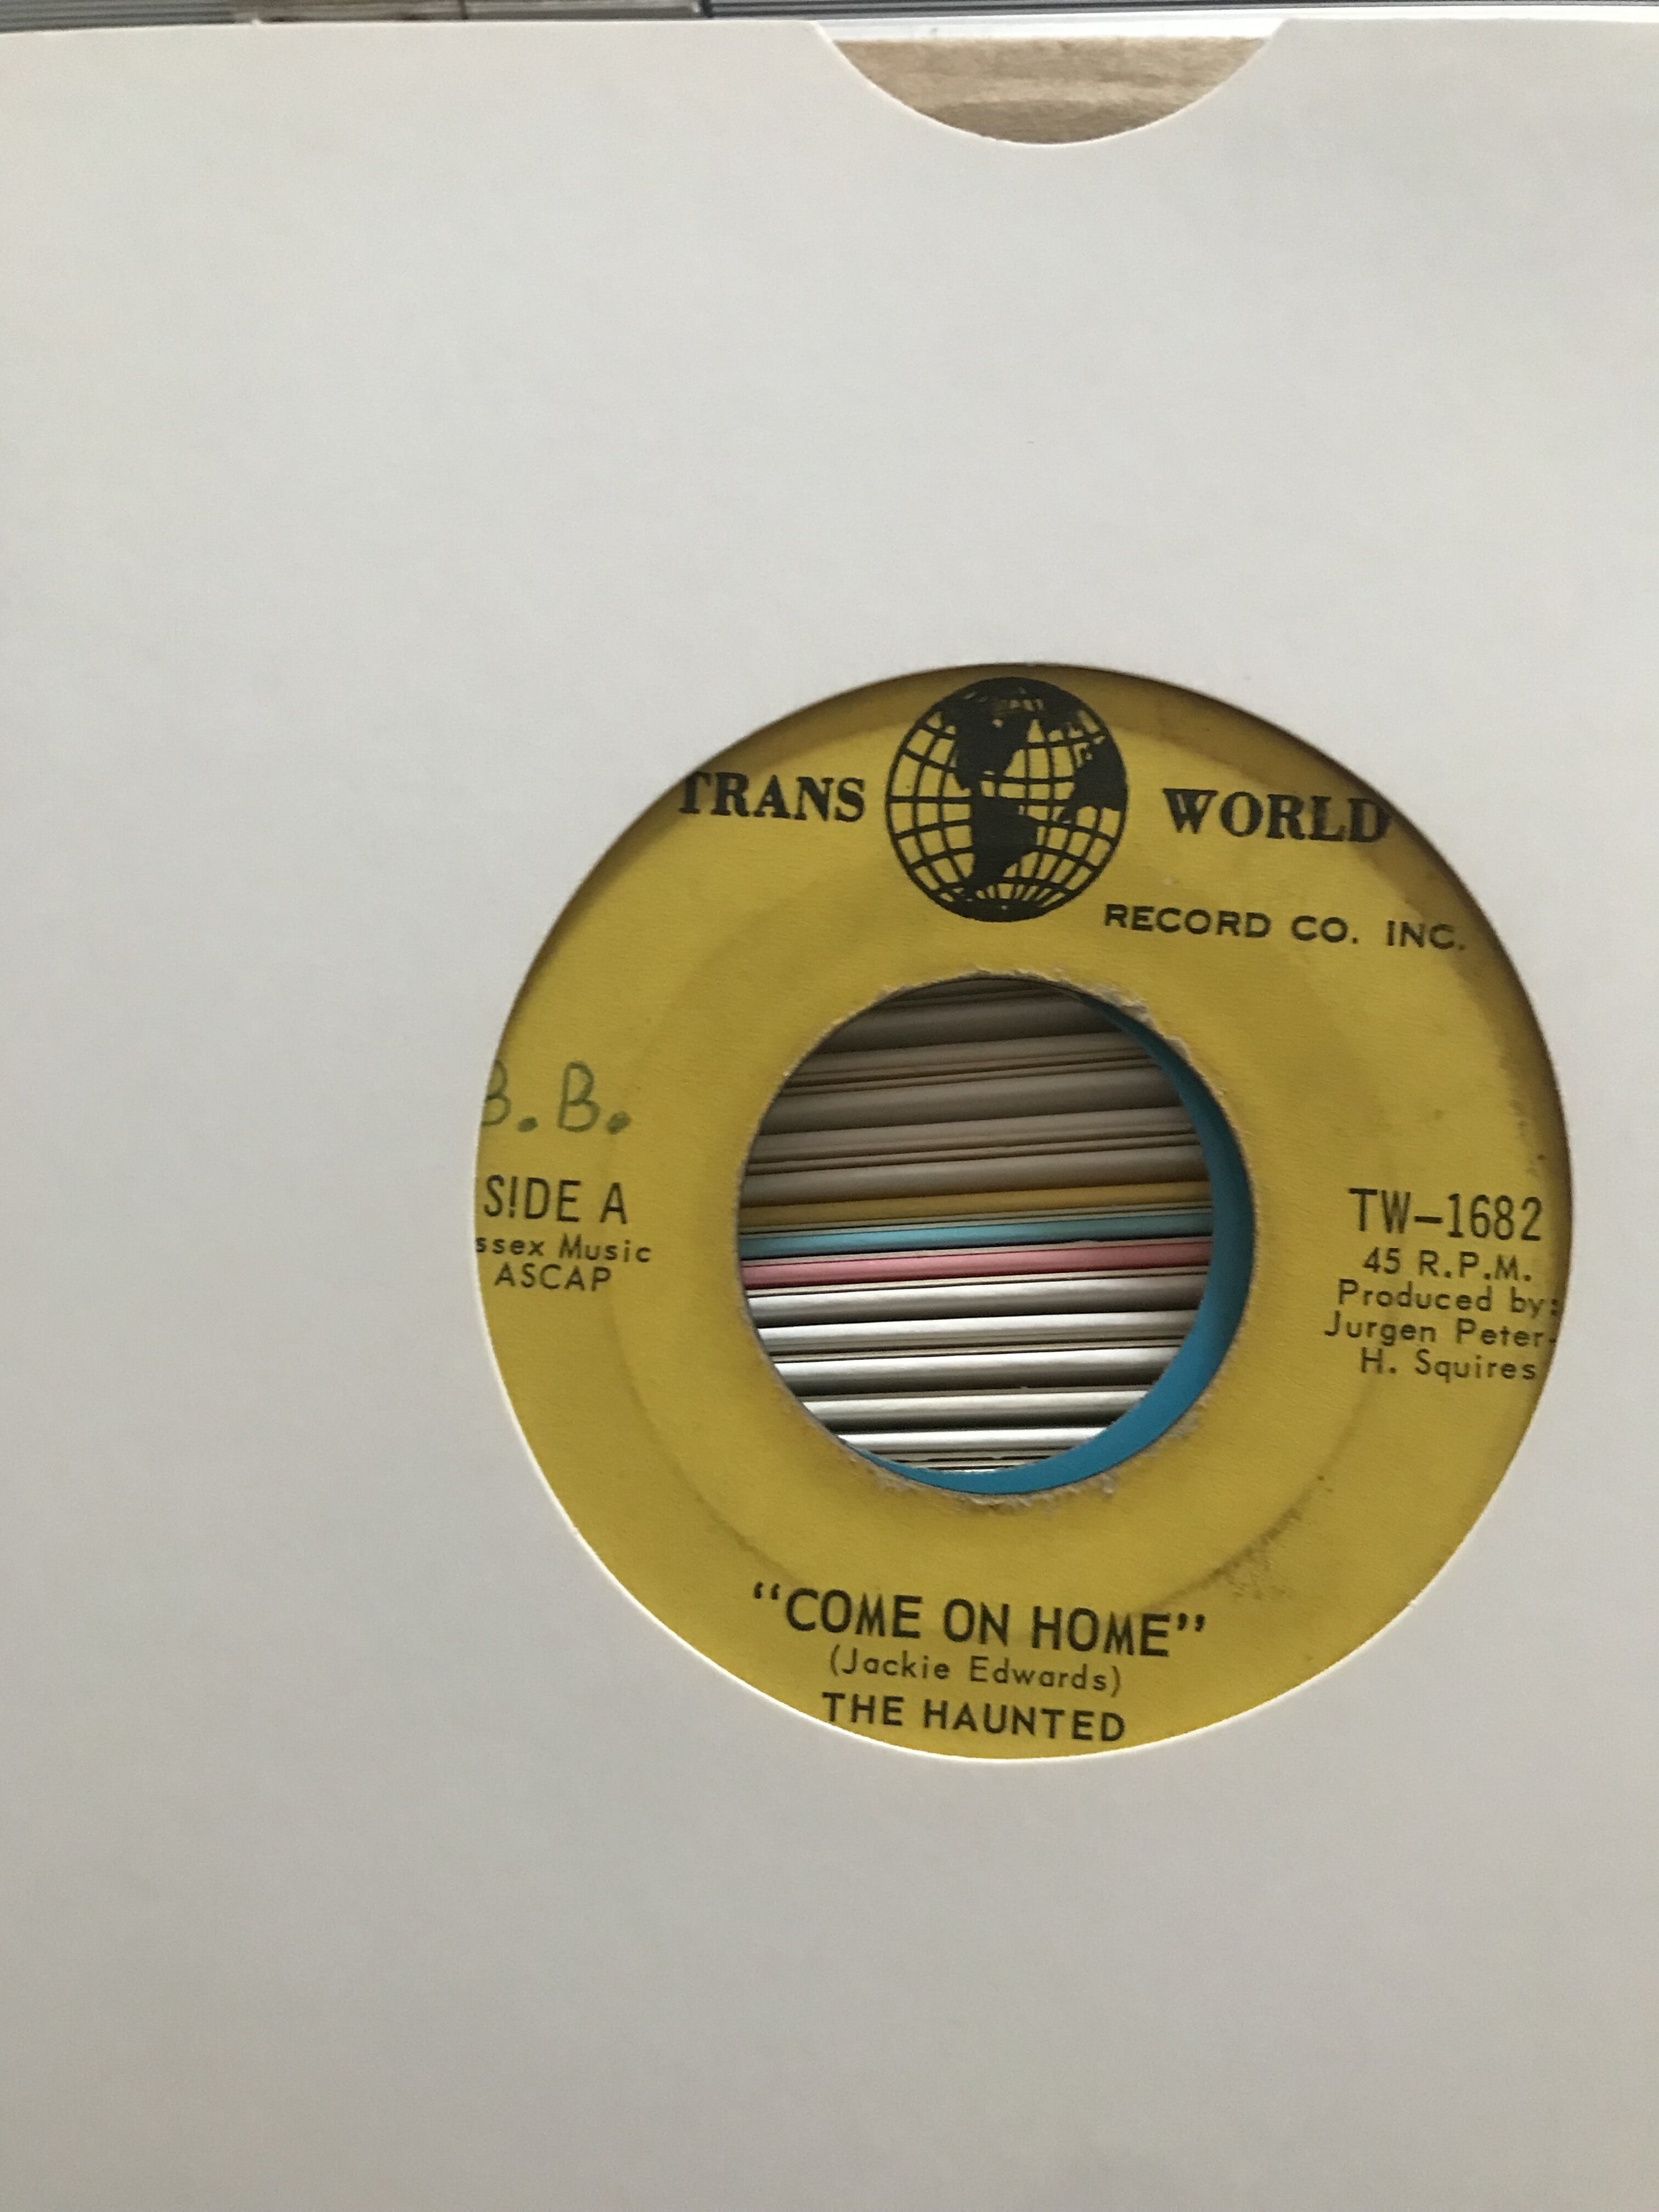 TRANS WORLD
RECORD CO. INC.
B. B.
SIDE A
ssex Music
ASCAP
TW-1682
45 R.P.M.
Produced by:
Jurgen Peter-
H. Squires
"COME ON HOME"
(Jackie Edwards)
THE HAUNTED